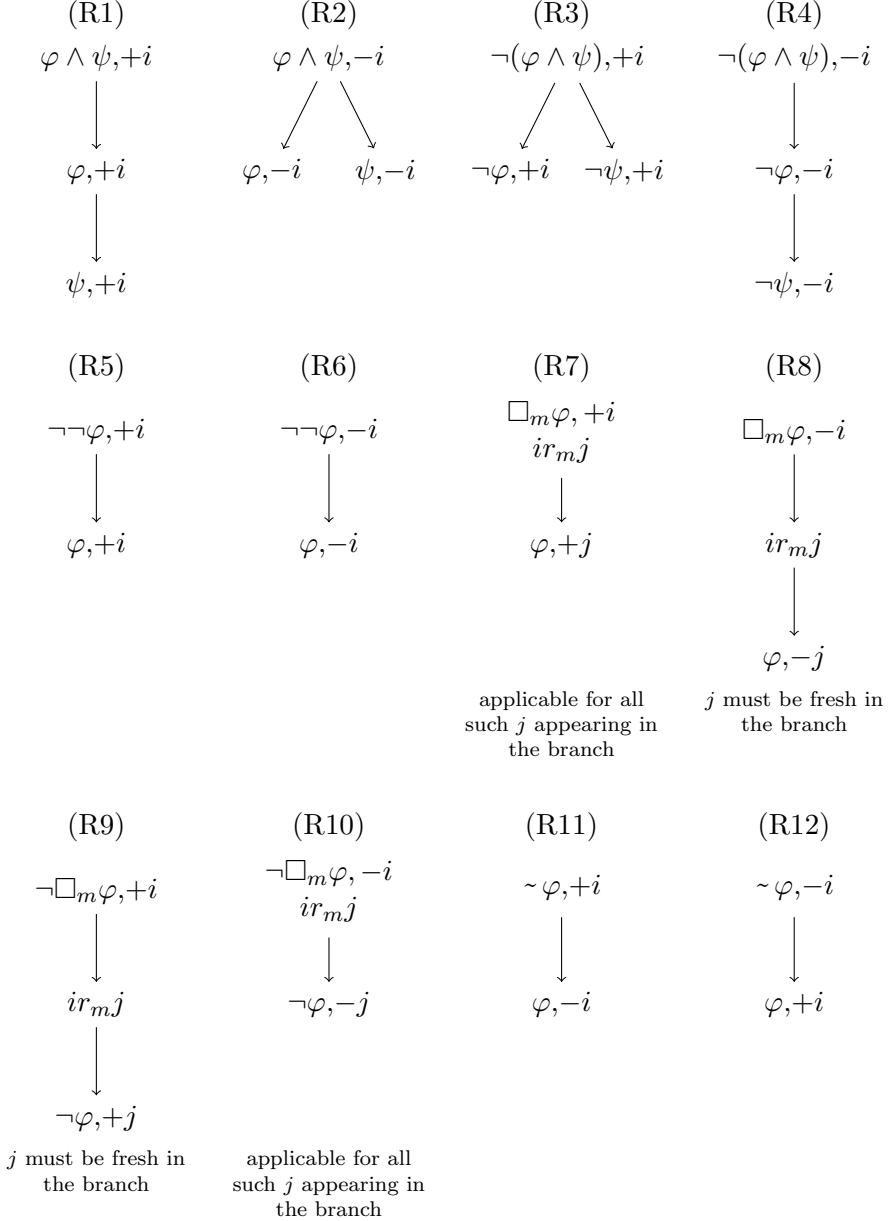 (R1) (R2) (R3) (R4)
φ ∧ ψ,+i φ ∧ ψ,−i ¬(φ ∧ ψ),+i ¬(φ ∧ ψ),−i
φ,+i φ,−i ψ,−i ¬φ,+i ¬ψ,+i ¬φ,−i
ψ,+i ¬ψ,−i
(R5) (R6) (R7) (R8)
¬¬φ,+i ¬¬φ,−i □ₘφ, +i □ₘφ,−i
irₘj
φ,+i φ,−i φ,+j irₘj
φ,−j
applicable for all j must be fresh in
such j appearing in the branch
the branch
(R9) (R10) (R11) (R12)
¬□ₘφ,+i ¬□ₘφ, −i ~ φ,+i ~ φ,−i
irₘj
irₘj ¬φ,−j φ,−i φ,+i
¬φ,+j
j must be fresh in applicable for all
the branch such j appearing in
the branch